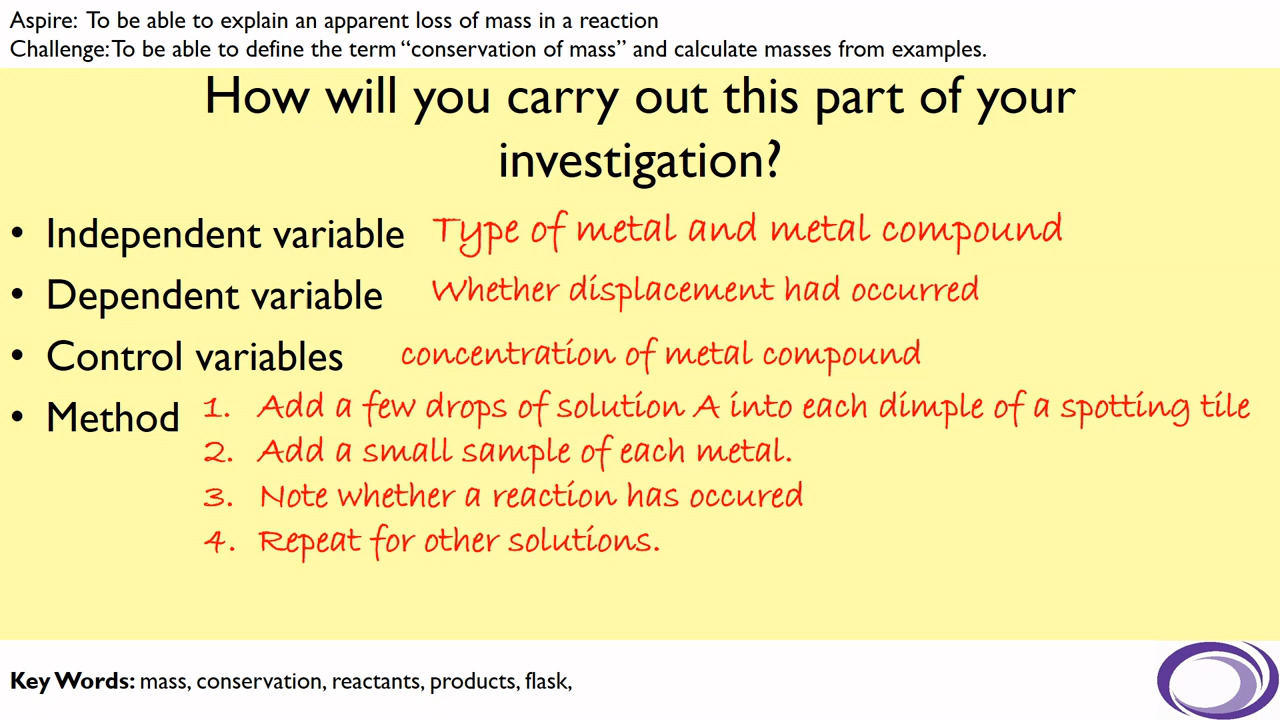 Aspire: To be able to explain an apparent loss of mass in a reaction
Challenge: To be able to define the term “conservation of mass” and calculate masses from examples.
How will you carry out this part of your
investigation?
• Independent variable Type of metal and metal compound
• Dependent variable Whether displacement had occurred
• Control variables concentration of metal compound
• Method 1. Add a few drops of solution A into each dimple of a spotting tile
2. Add a small sample of each metal.
3. Note whether a reaction has occured
4. Repeat for other solutions.
Key Words: mass, conservation, reactants, products, flask,